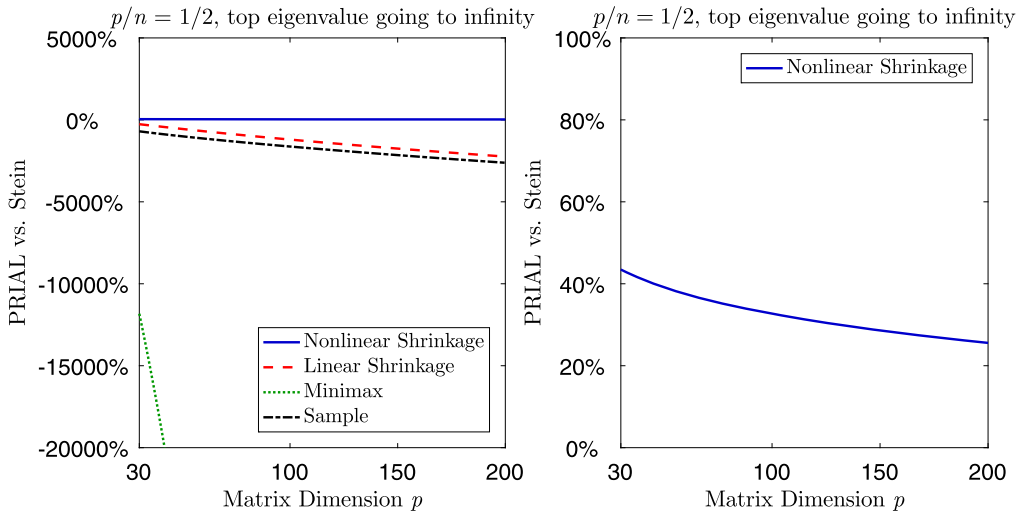 p/n = 1/2, top eigenvalue going to infinity
5000%
0%
-5000%
-10000%
-15000%
-20000%
PRIAL vs. Stein
Nonlinear Shrinkage
Linear Shrinkage
Minimax
Sample
30
100
150
200
Matrix Dimension p
p/n = 1/2, top eigenvalue going to infinity
100%
80%
60%
40%
20%
0%
PRIAL vs. Stein
Nonlinear Shrinkage
30
100
150
200
Matrix Dimension p